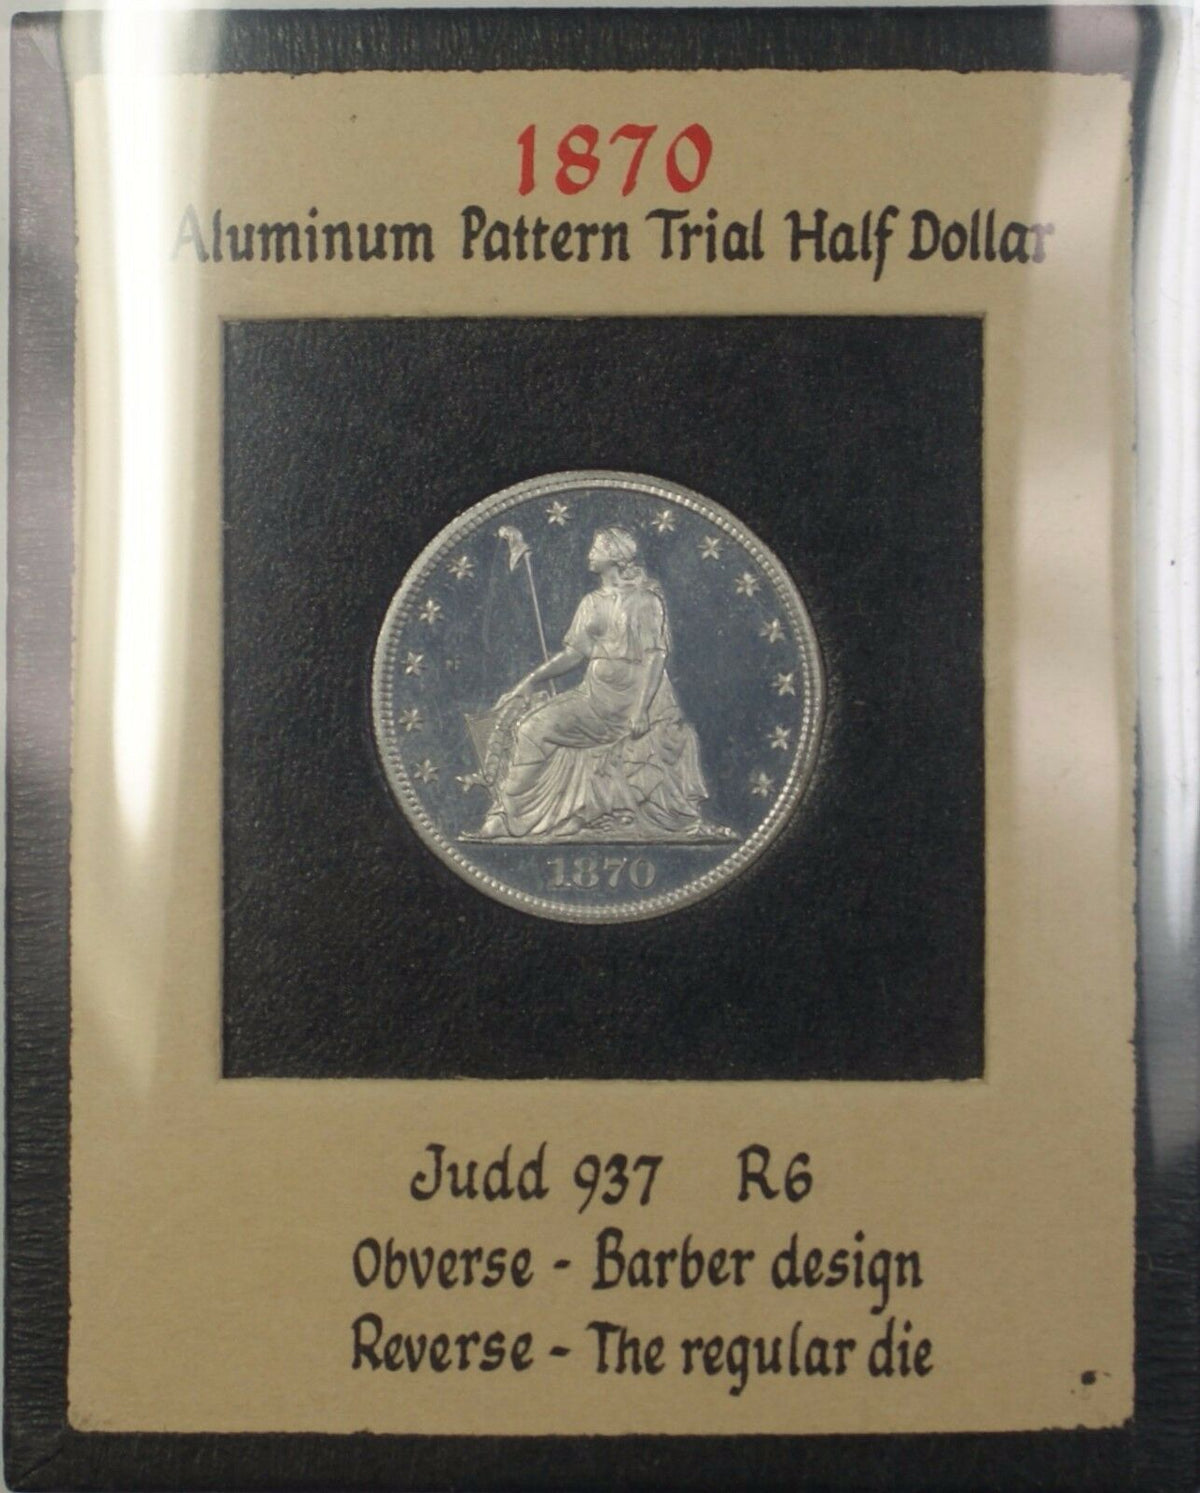 1870
Aluminum Pattern Trial Half Dollar
1870
Judd 937 R6
Obverse - Barber design
Reverse - The regular die